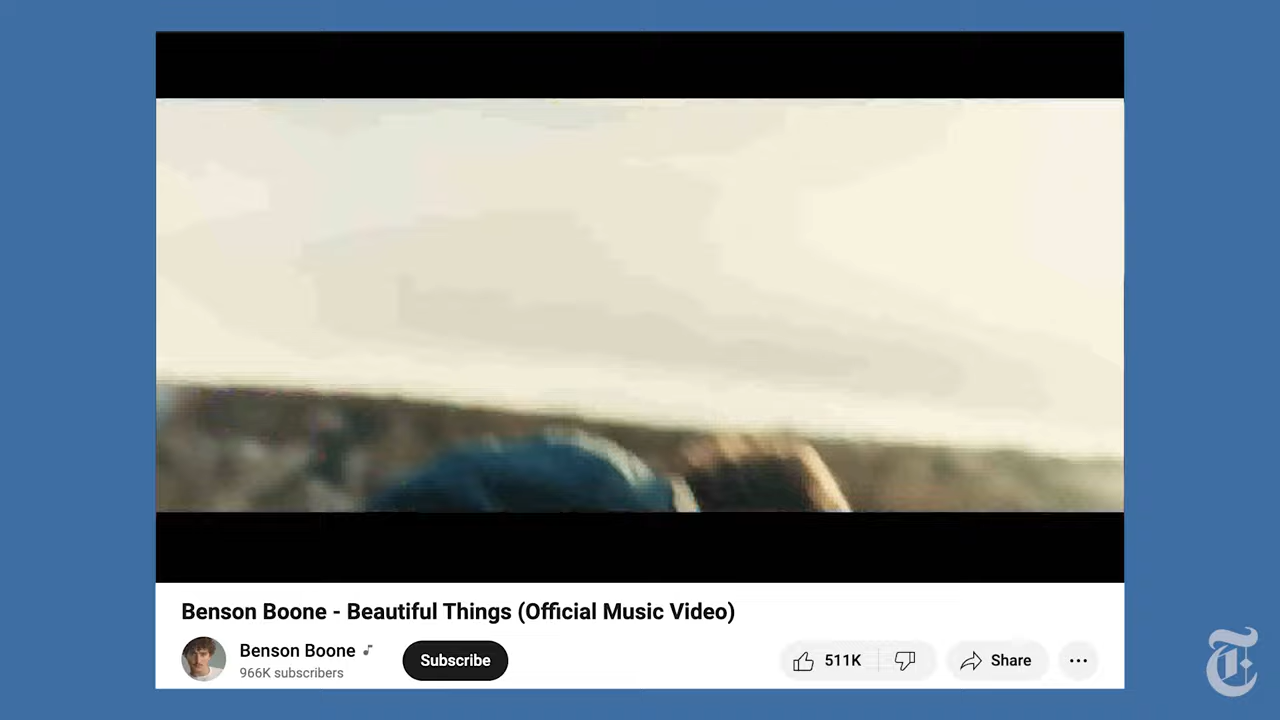 Benson Boone - Beautiful Things (Official Music Video)
Benson Boone
966K subscribers
Subscribe
511K
Share
T